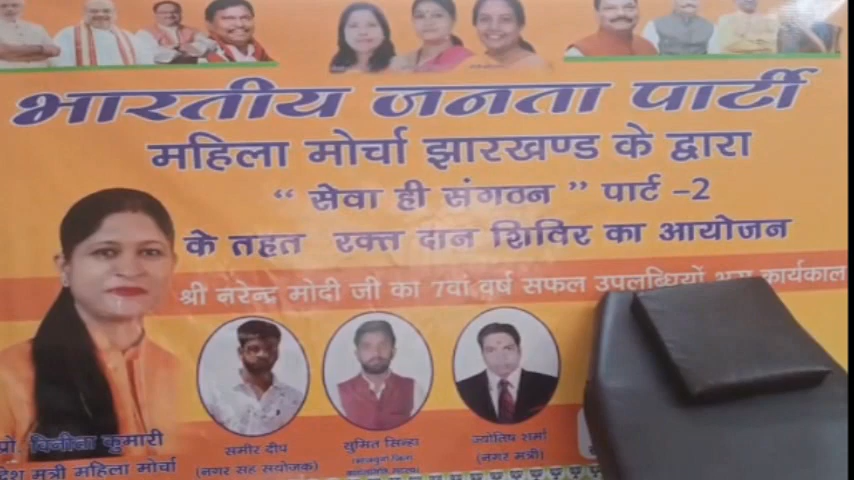 भारतीय जनता पार्टी
महिला मोर्चा झारखण्ड के द्वारा
“ सेवा ही संगठन ” पार्ट -2
के तहत रक्त दान शिविर का आयोजन
श्री नरेन्द्र मोदी जी का 7वां वर्ष सफल उपलब्धियों कार्यकाल
प्रो. विनीता कुमारी
मंत्री महिला मोर्चा
समीर दीप
(नगर सह संयोजक)
सुमित सिन्हा
ज्योतिष शर्मा
(नगर मंत्री)